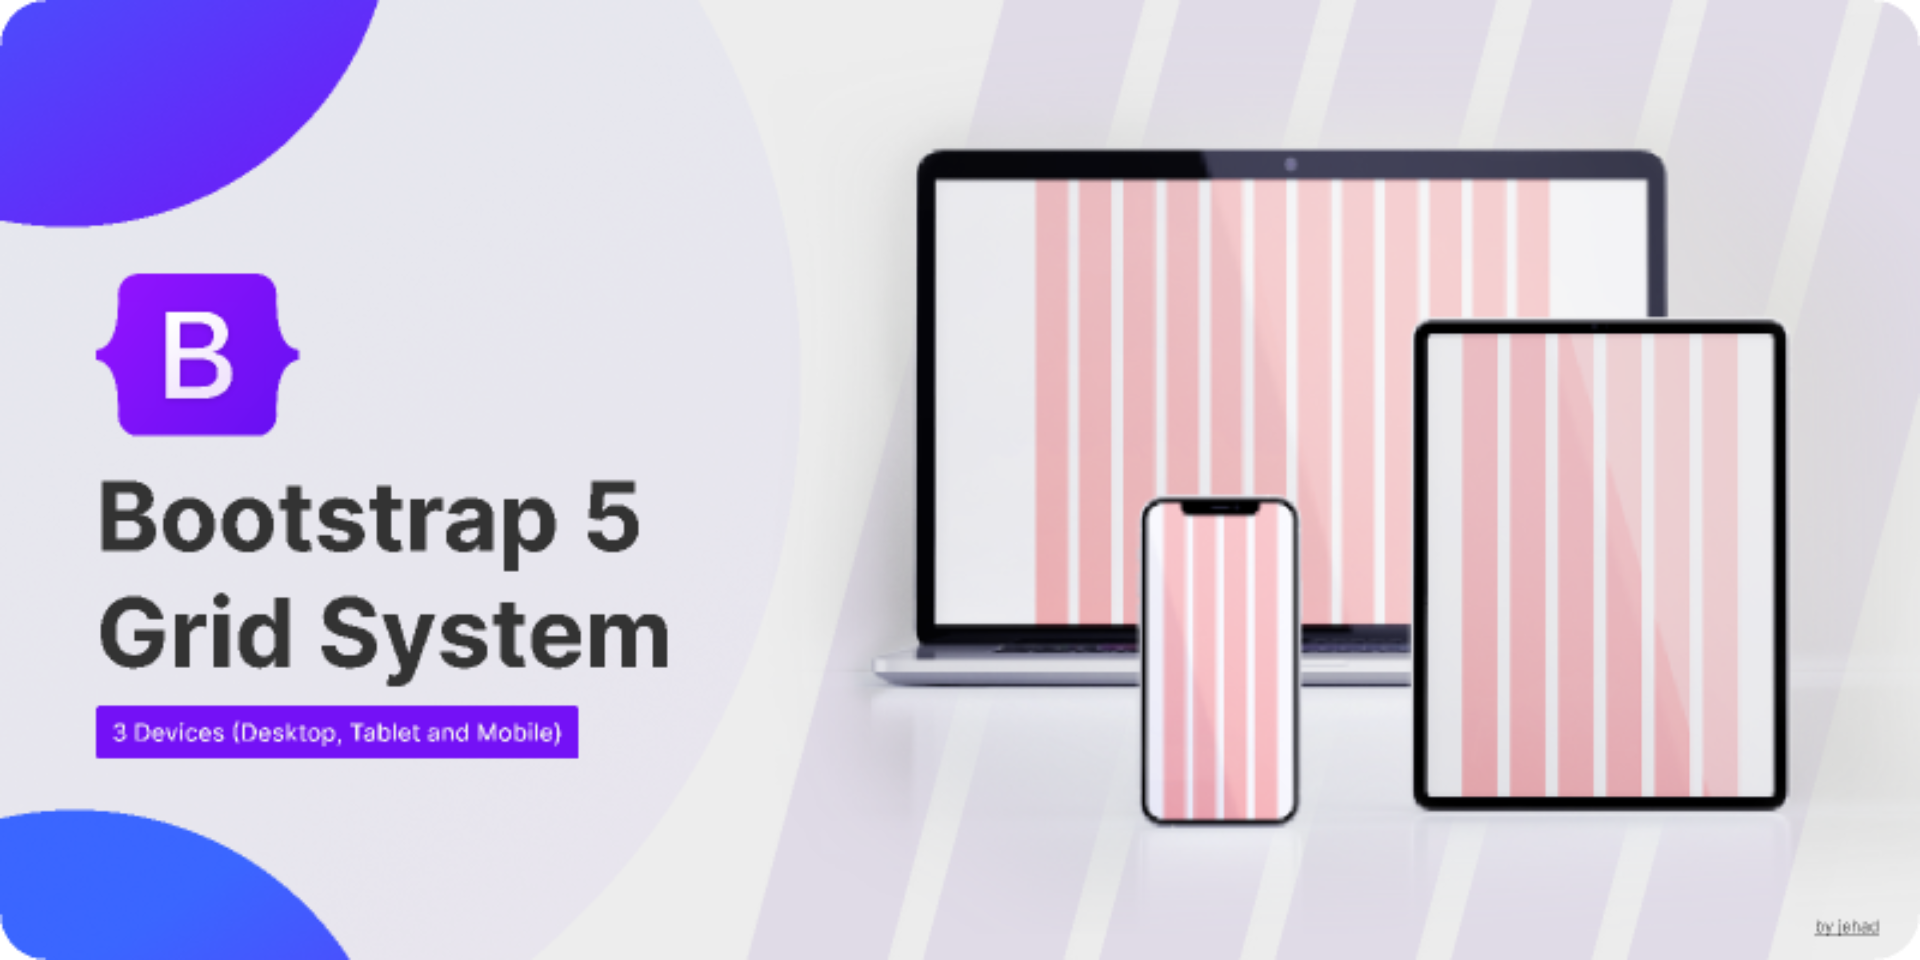 B
Bootstrap 5
Grid System
3 Devices (Desktop, Tablet and Mobile)
by jehad